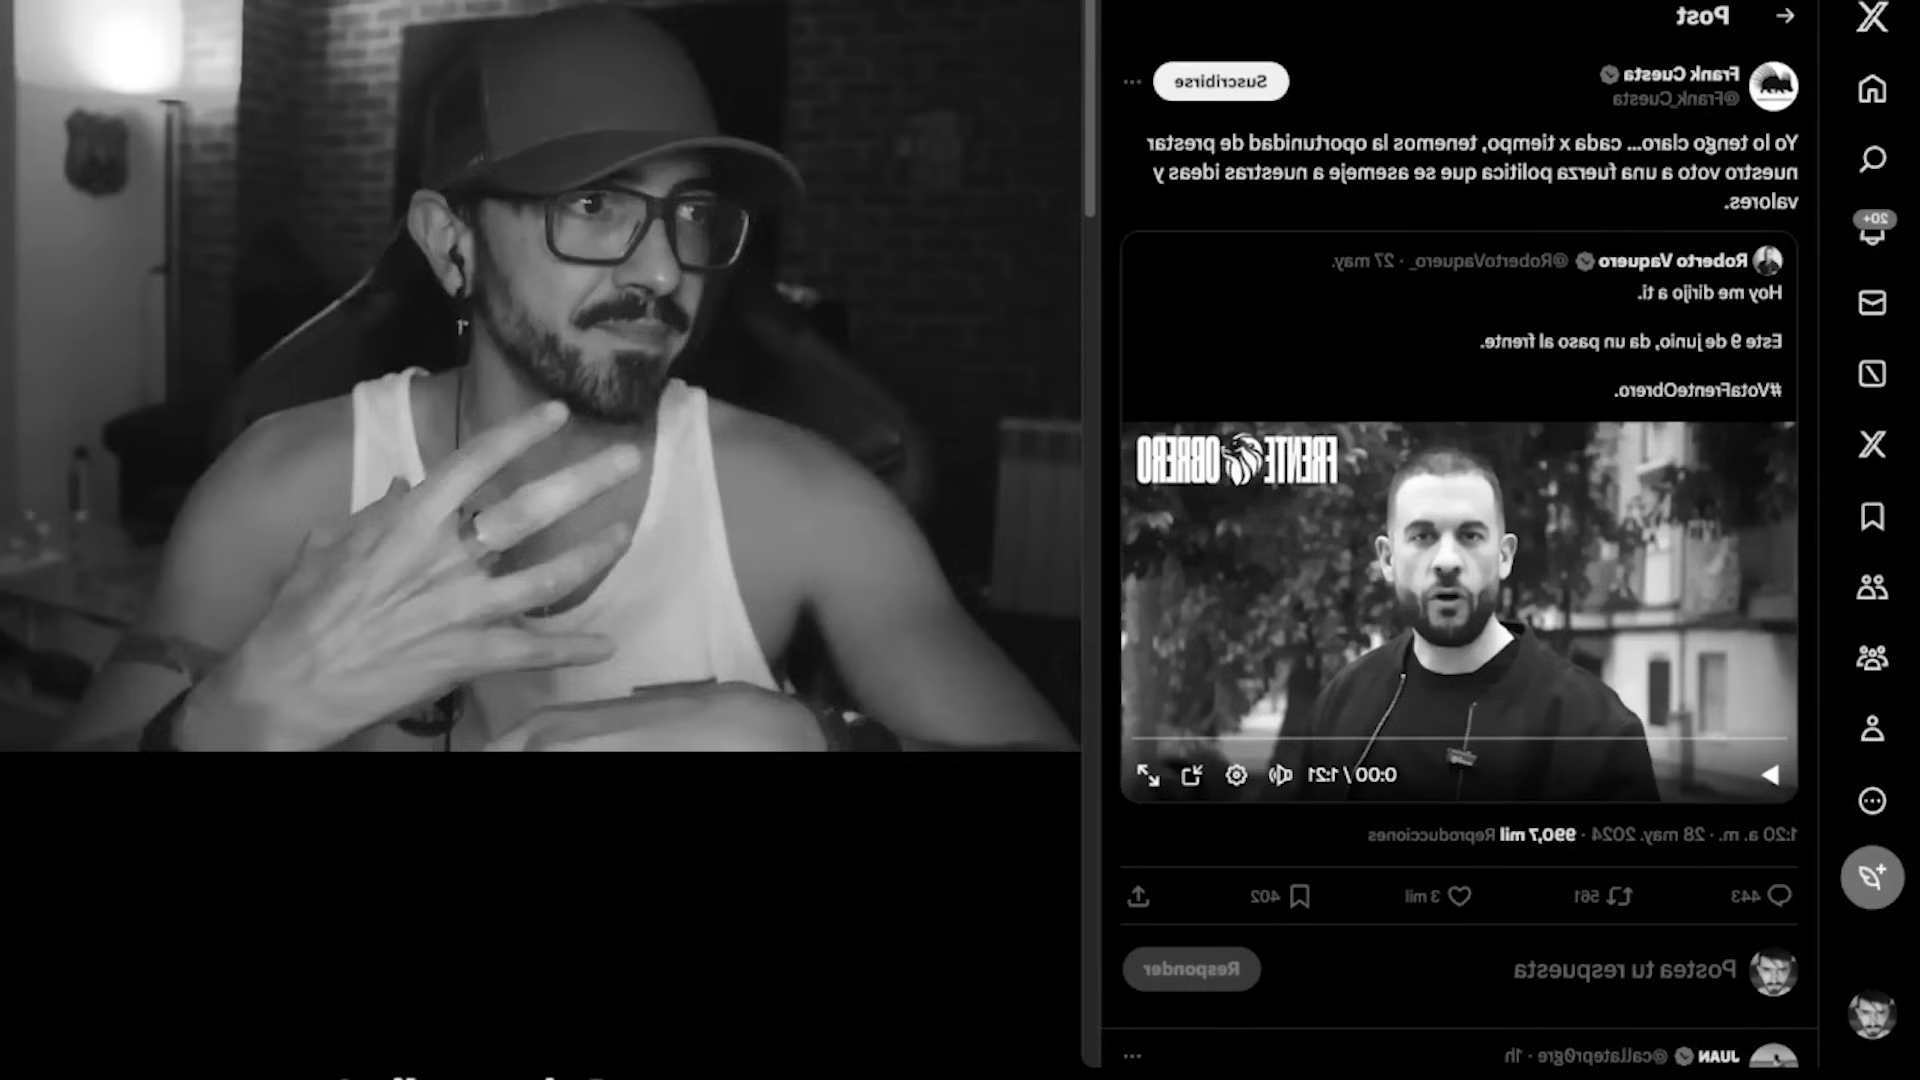 Post
Frank Cuesta
@Frank_Cuesta
Suscribirse
Yo lo tengo claro... cada x tiempo, tenemos la oportunidad de prestar
nuestro voto a una fuerza política que se asemeje a nuestras ideas y
valores.
Roberto Vaquero @RobertoVaquero_ · 27 may.
Hoy me dirijo a ti.
Este 9 de junio, da un paso al frente.
#VotaFrenteObrero.
FRENTE OBRERO
0:00 / 1:21
1:20 a. m. · 28 may. 2024 · 990,7 mil Reproducciones
443
561
3 mil
402
Postea tu respuesta
Responder
JUAN @callateprØgre · 1h
20+